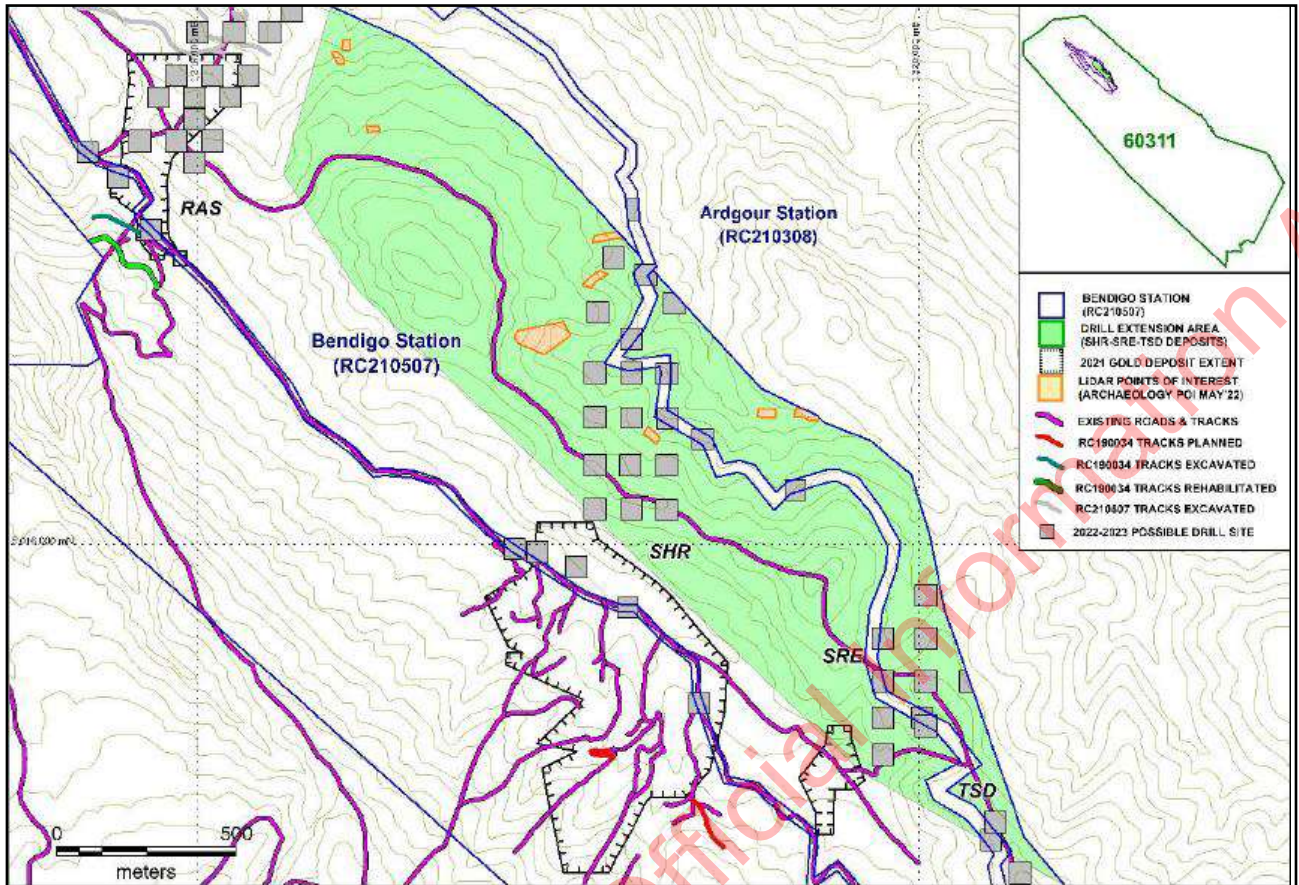 RAS
Bendigo Station
(RC210507)
Ardgour Station
(RC210308)
SHR
SRE
TSD
0
500
meters
60311
BENDIGO STATION
(RC210507)
DRILL EXTENSION AREA
(SHR-SRE-TSD DEPOSITS)
2021 GOLD DEPOSIT EXTENT
LIDAR POINTS OF INTEREST
(ARCHAEOLOGY POI MAY'22)
EXISTING ROADS & TRACKS
RC190034 TRACKS PLANNED
RC190034 TRACKS EXCAVATED
RC190034 TRACKS REHABILITATED
TRACKS EXCAVATED
2022-2023 POSSIBLE DRILL SITE
Official Information